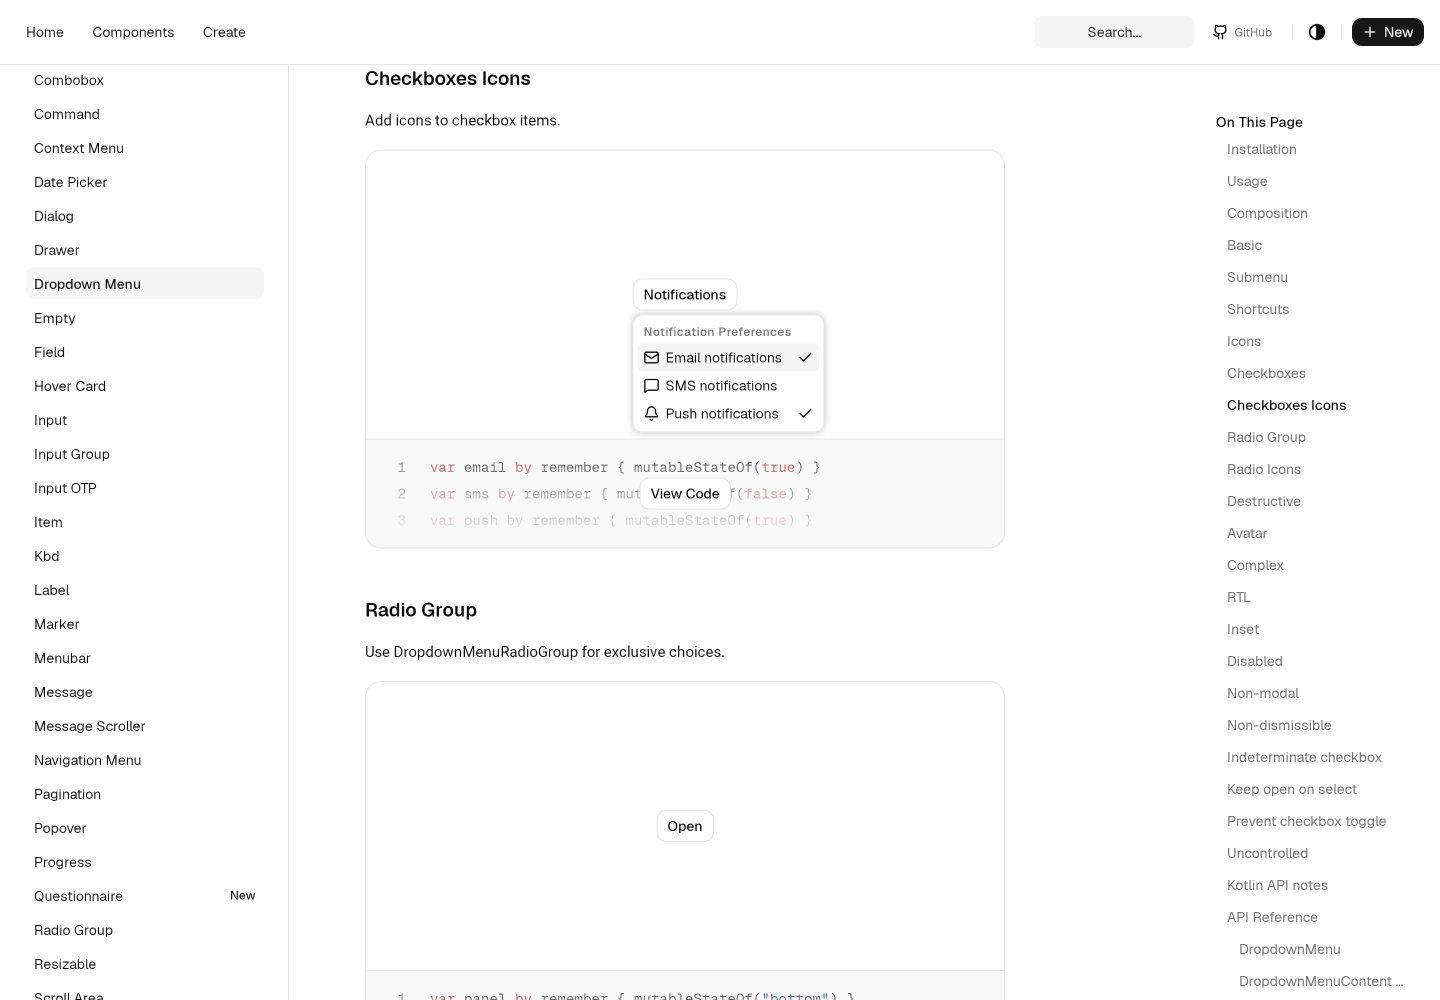 Home
Components
Create
Search...
GitHub
New
Combobox
Command
Context Menu
Date Picker
Dialog
Drawer
Dropdown Menu
Empty
Field
Hover Card
Input
Input Group
Input OTP
Item
Kbd
Label
Marker
Menubar
Message
Message Scroller
Navigation Menu
Pagination
Popover
Progress
Questionnaire New
Radio Group
Resizable
Scroll Area
Checkboxes Icons
Add icons to checkbox items.
Notifications
Notification Preferences
Email notifications
SMS notifications
Push notifications
1 var email by remember { mutableStateOf(true) }
2 var sms by remember { mut
View Code
f(false) }
3 var push by remember { mutableStateOf(true) }
Radio Group
Use DropdownMenuRadioGroup for exclusive choices.
Open
1 var panel by remember { mutableStateOf("bottom") }
On This Page
Installation
Usage
Composition
Basic
Submenu
Shortcuts
Icons
Checkboxes
Checkboxes Icons
Radio Group
Radio Icons
Destructive
Avatar
Complex
RTL
Inset
Disabled
Non-modal
Non-dismissible
Indeterminate checkbox
Keep open on select
Prevent checkbox toggle
Uncontrolled
Kotlin API notes
API Reference
DropdownMenu
DropdownMenuContent ...